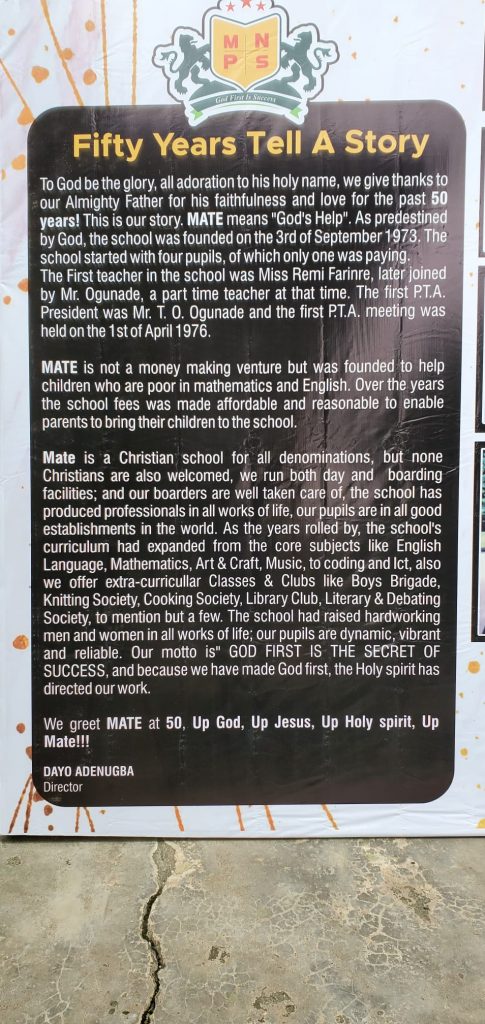 M N
P S
God First Is Success
Fifty Years Tell A Story
To God be the glory, all adoration to his holy name, we give thanks to
our Almighty Father for his faithfulness and love for the past 50
years! This is our story. MATE means "God's Help". As predestined
by God, the school was founded on the 3rd of September 1973. The
school started with four pupils, of which only one was paying.
The First teacher in the school was Miss Remi Farinre, later joined
by Mr. Ogunade, a part time teacher at that time. The first P.T.A.
President was Mr. T. O. Ogunade and the first P.T.A. meeting was
held on the 1st of April 1976.
MATE is not a money making venture but was founded to help
children who are poor in mathematics and English. Over the years
the school fees was made affordable and reasonable to enable
parents to bring their children to the school.
Mate is a Christian school for all denominations, but none
Christians are also welcomed, we run both day and boarding
facilities; and our boarders are well taken care of, the school has
produced professionals in all works of life, our pupils are in all good
establishments in the world. As the years rolled by, the school's
curriculum had expanded from the core subjects like English
Language, Mathematics, Art & Craft, Music, to coding and Ict, also
we offer extra-curricullar Classes & Clubs like Boys Brigade,
Knitting Society, Cooking Society, Library Club, Literary & Debating
Society, to mention but a few. The school had raised hardworking
men and women in all works of life; our pupils are dynamic, vibrant
and reliable. Our motto is" GOD FIRST IS THE SECRET OF
SUCCESS, and because we have made God first, the Holy spirit has
directed our work.
We greet MATE at 50, Up God, Up Jesus, Up Holy spirit, Up
Mate!!!
DAYO ADENUGBA
Director